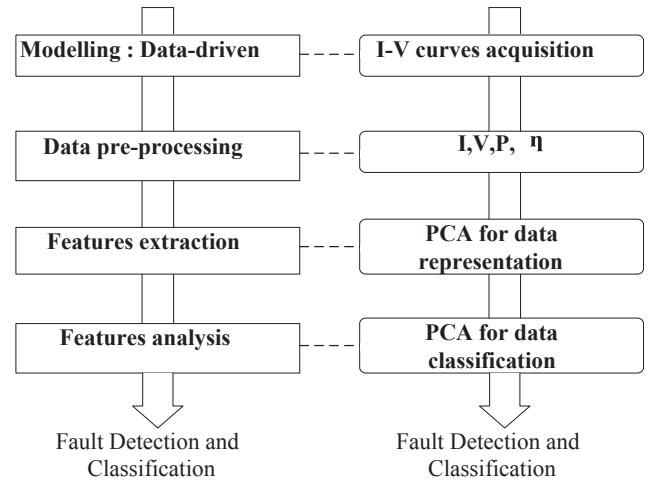 Modelling : Data-driven
I-V curves acquisition
Data pre-processing
I,V,P, η
Features extraction
PCA for data
representation
Features analysis
PCA for data
classification
Fault Detection and
Classification
Fault Detection and
Classification